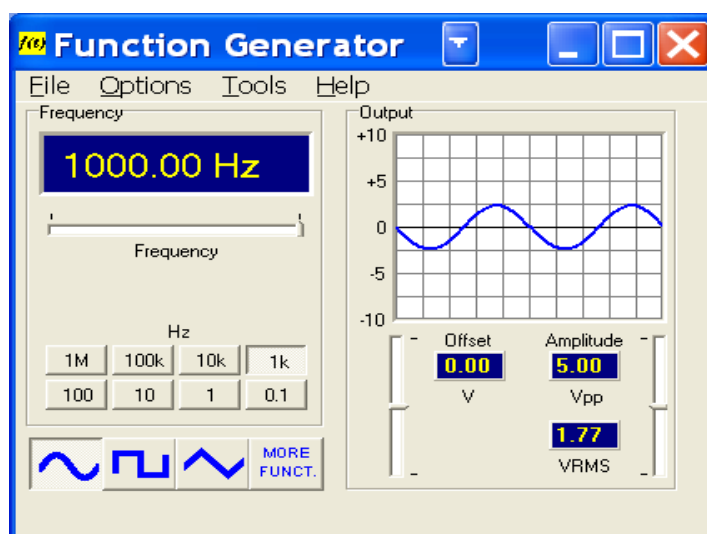 f(t) Function Generator
File Options Tools Help
Frequency
1000.00 Hz
Frequency
Hz
1M 100k 10k 1k
100 10 1 0.1
MORE
FUNCT.
Output
+10
+5
0
-5
-10
Offset
0.00
V
Amplitude
5.00
Vpp
1.77
VRMS